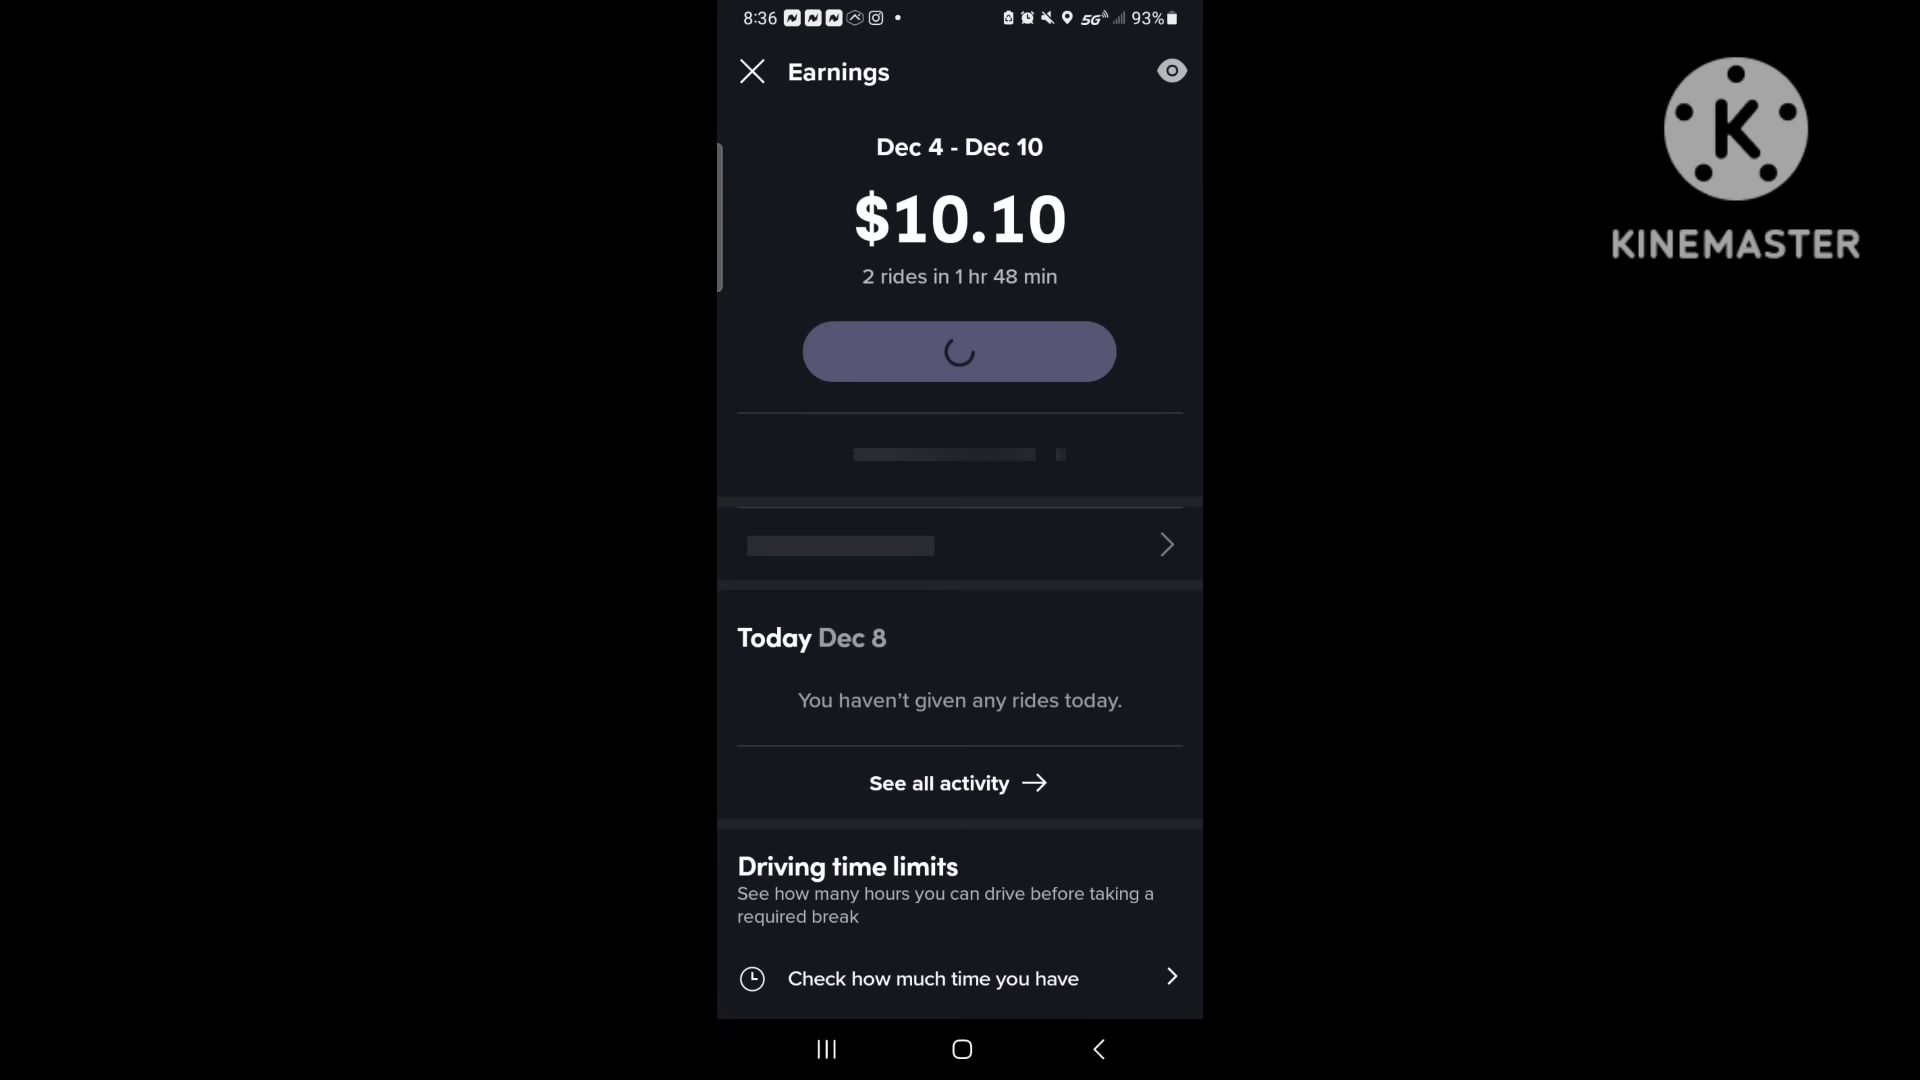 8:36
5G
93%
Earnings
Dec 4 - Dec 10
$10.10
2 rides in 1 hr 48 min
Today Dec 8
You haven’t given any rides today.
See all activity
Driving time limits
See how many hours you can drive before taking a
required break
Check how much time you have
K
KINEMASTER